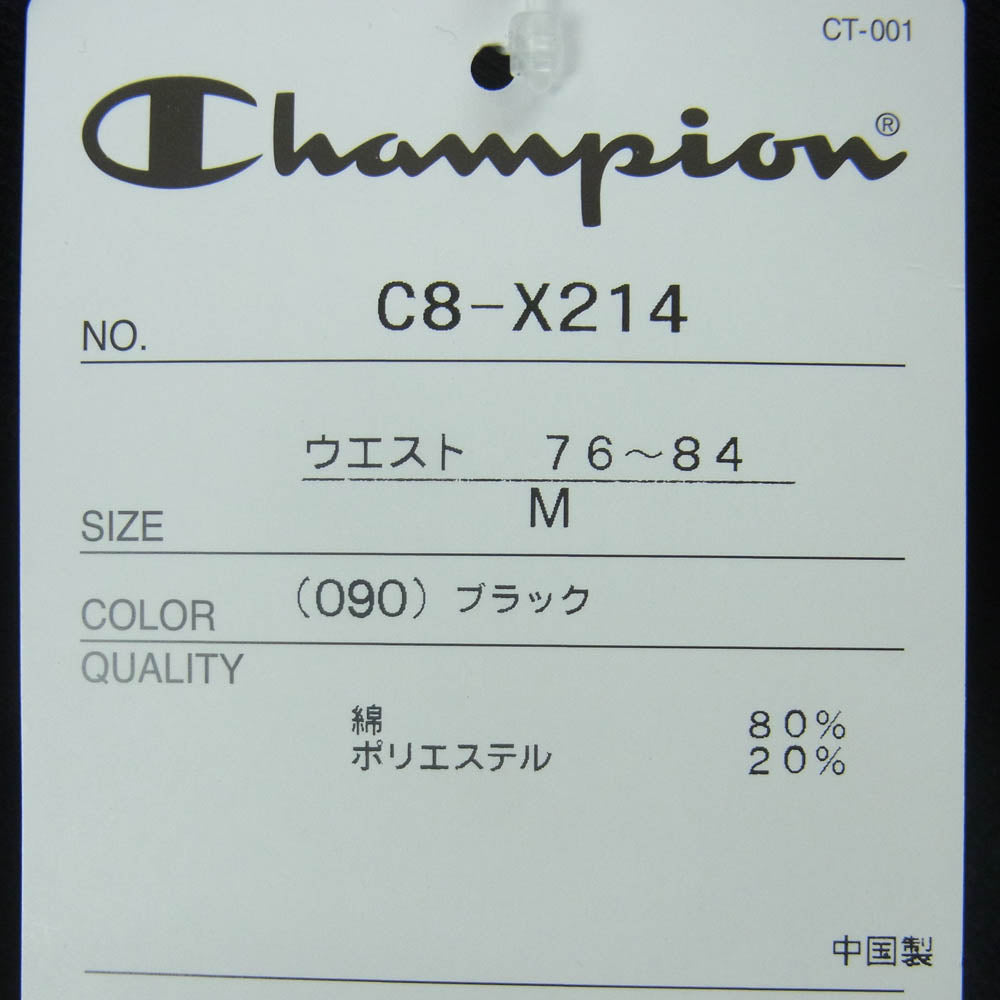 CT-001
Champion®
NO. C8-X214
ウエスト 76〜84
SIZE M
COLOR (090) ブラック
QUALITY
綿 80%
ポリエステル 20%
中国製